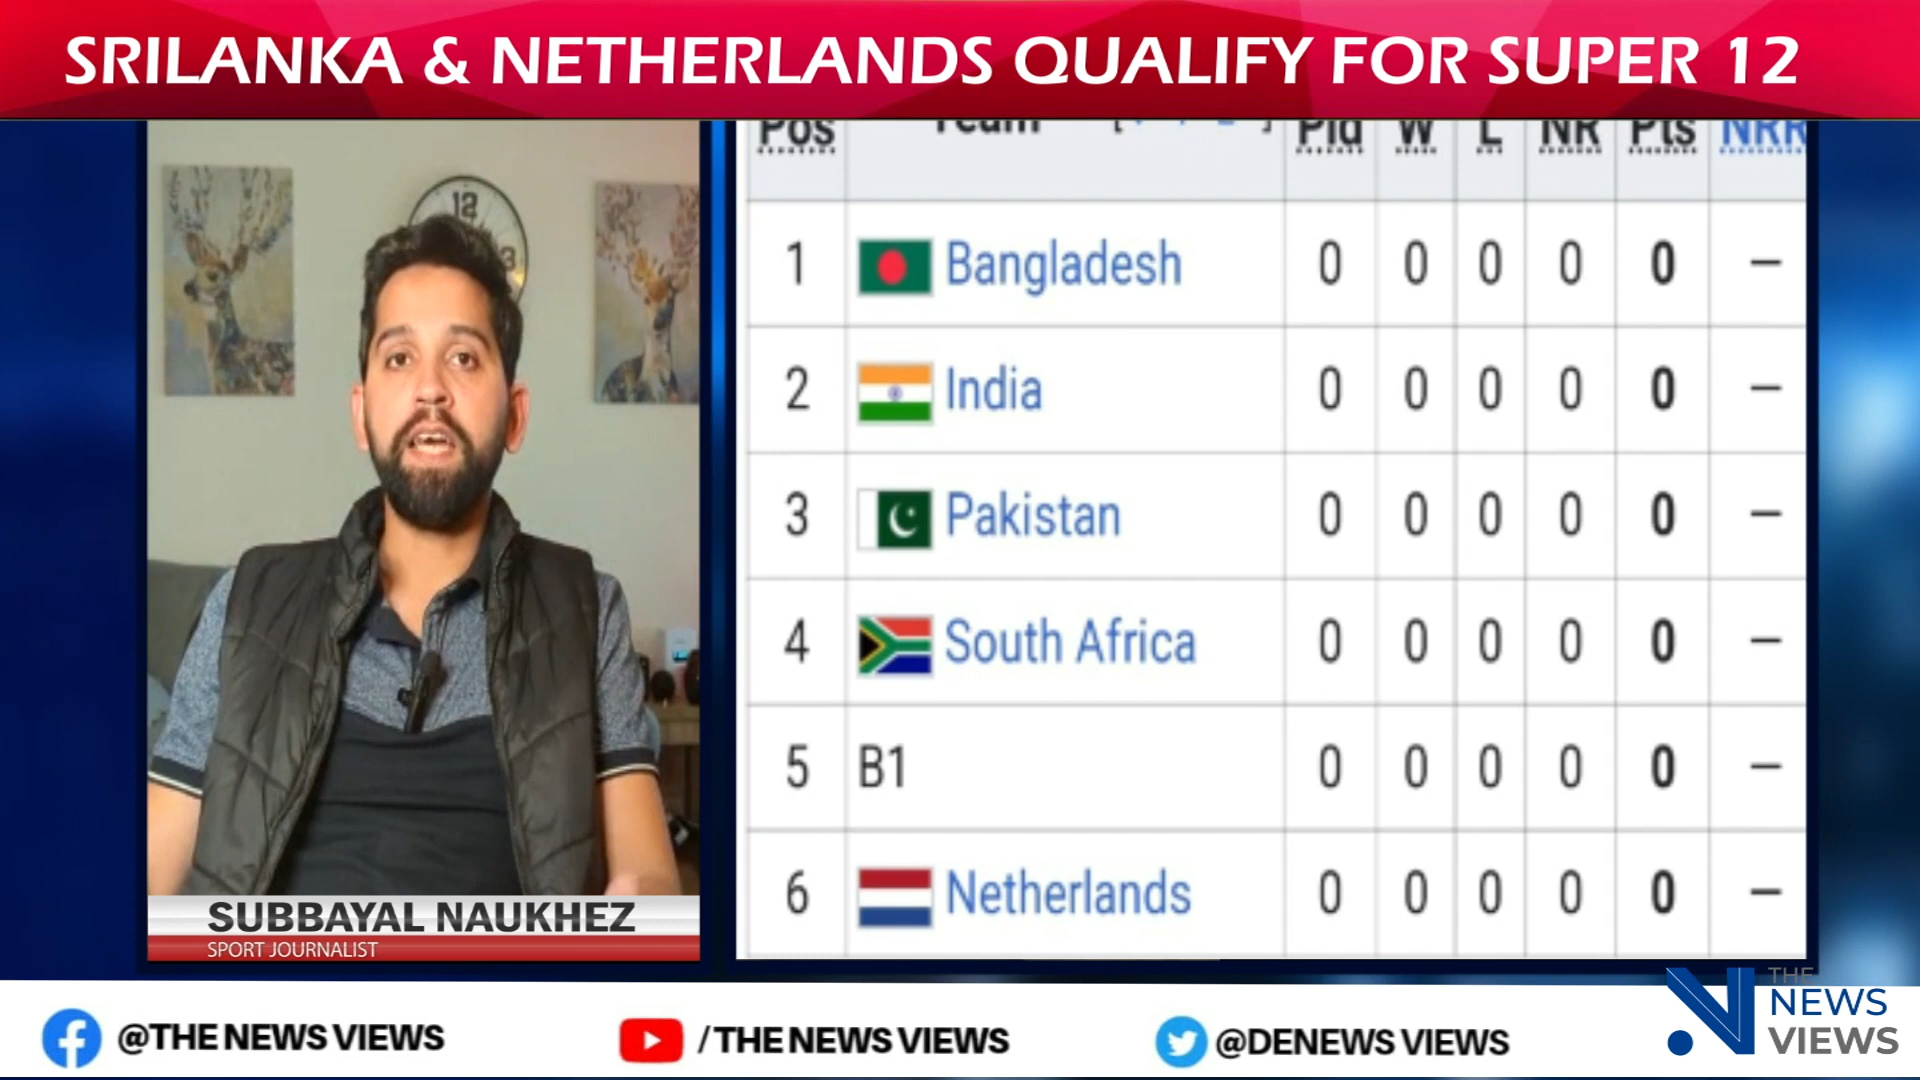 SRILANKA & NETHERLANDS QUALIFY FOR SUPER 12
12
3
Pos Team Pld W L NR Pts NRR
1 Bangladesh 0 0 0 0 0 –
2 India 0 0 0 0 0 –
3 Pakistan 0 0 0 0 0 –
4 South Africa 0 0 0 0 0 –
5 B1 0 0 0 0 0 –
6 Netherlands 0 0 0 0 0 –
SUBBAYAL NAUKHEZ
SPORT JOURNALIST
@THE NEWS VIEWS
/THE NEWS VIEWS
@DENEWS VIEWS
THE
NEWS
VIEWS